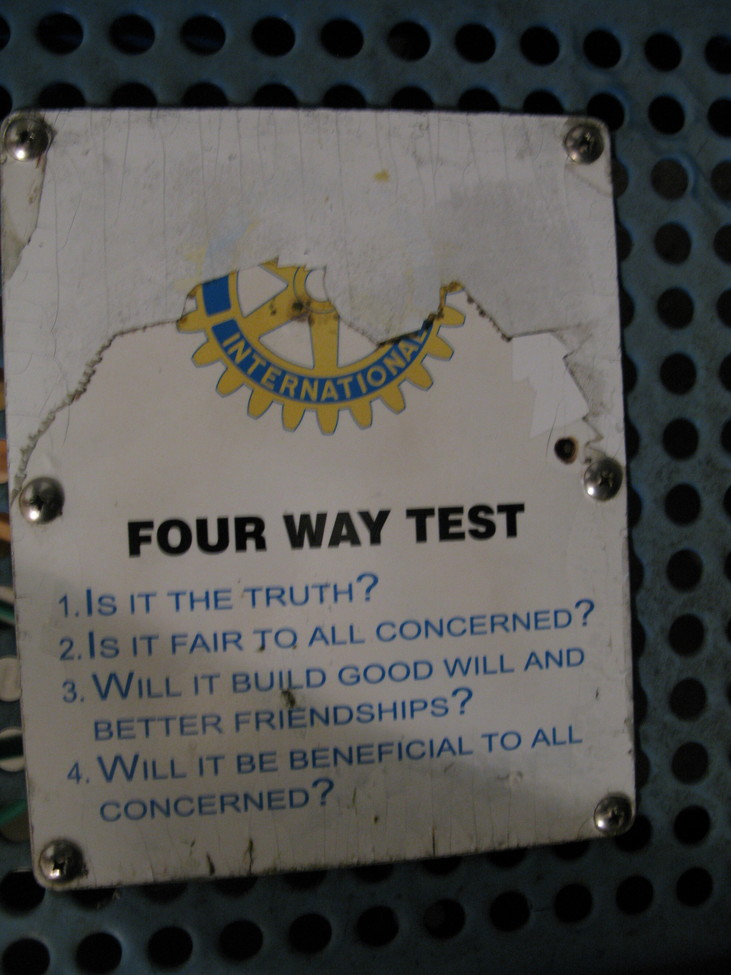 INTERNATIONAL
FOUR WAY TEST
1. IS IT THE TRUTH?
2. IS IT FAIR TO ALL CONCERNED?
3. WILL IT BUILD GOOD WILL AND
BETTER FRIENDSHIPS?
4. WILL IT BE BENEFICIAL TO ALL
CONCERNED?